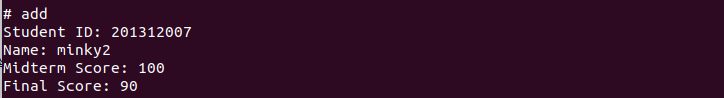 # add
Student ID: 201312007
Name: minky2
Midterm Score: 100
Final Score: 90